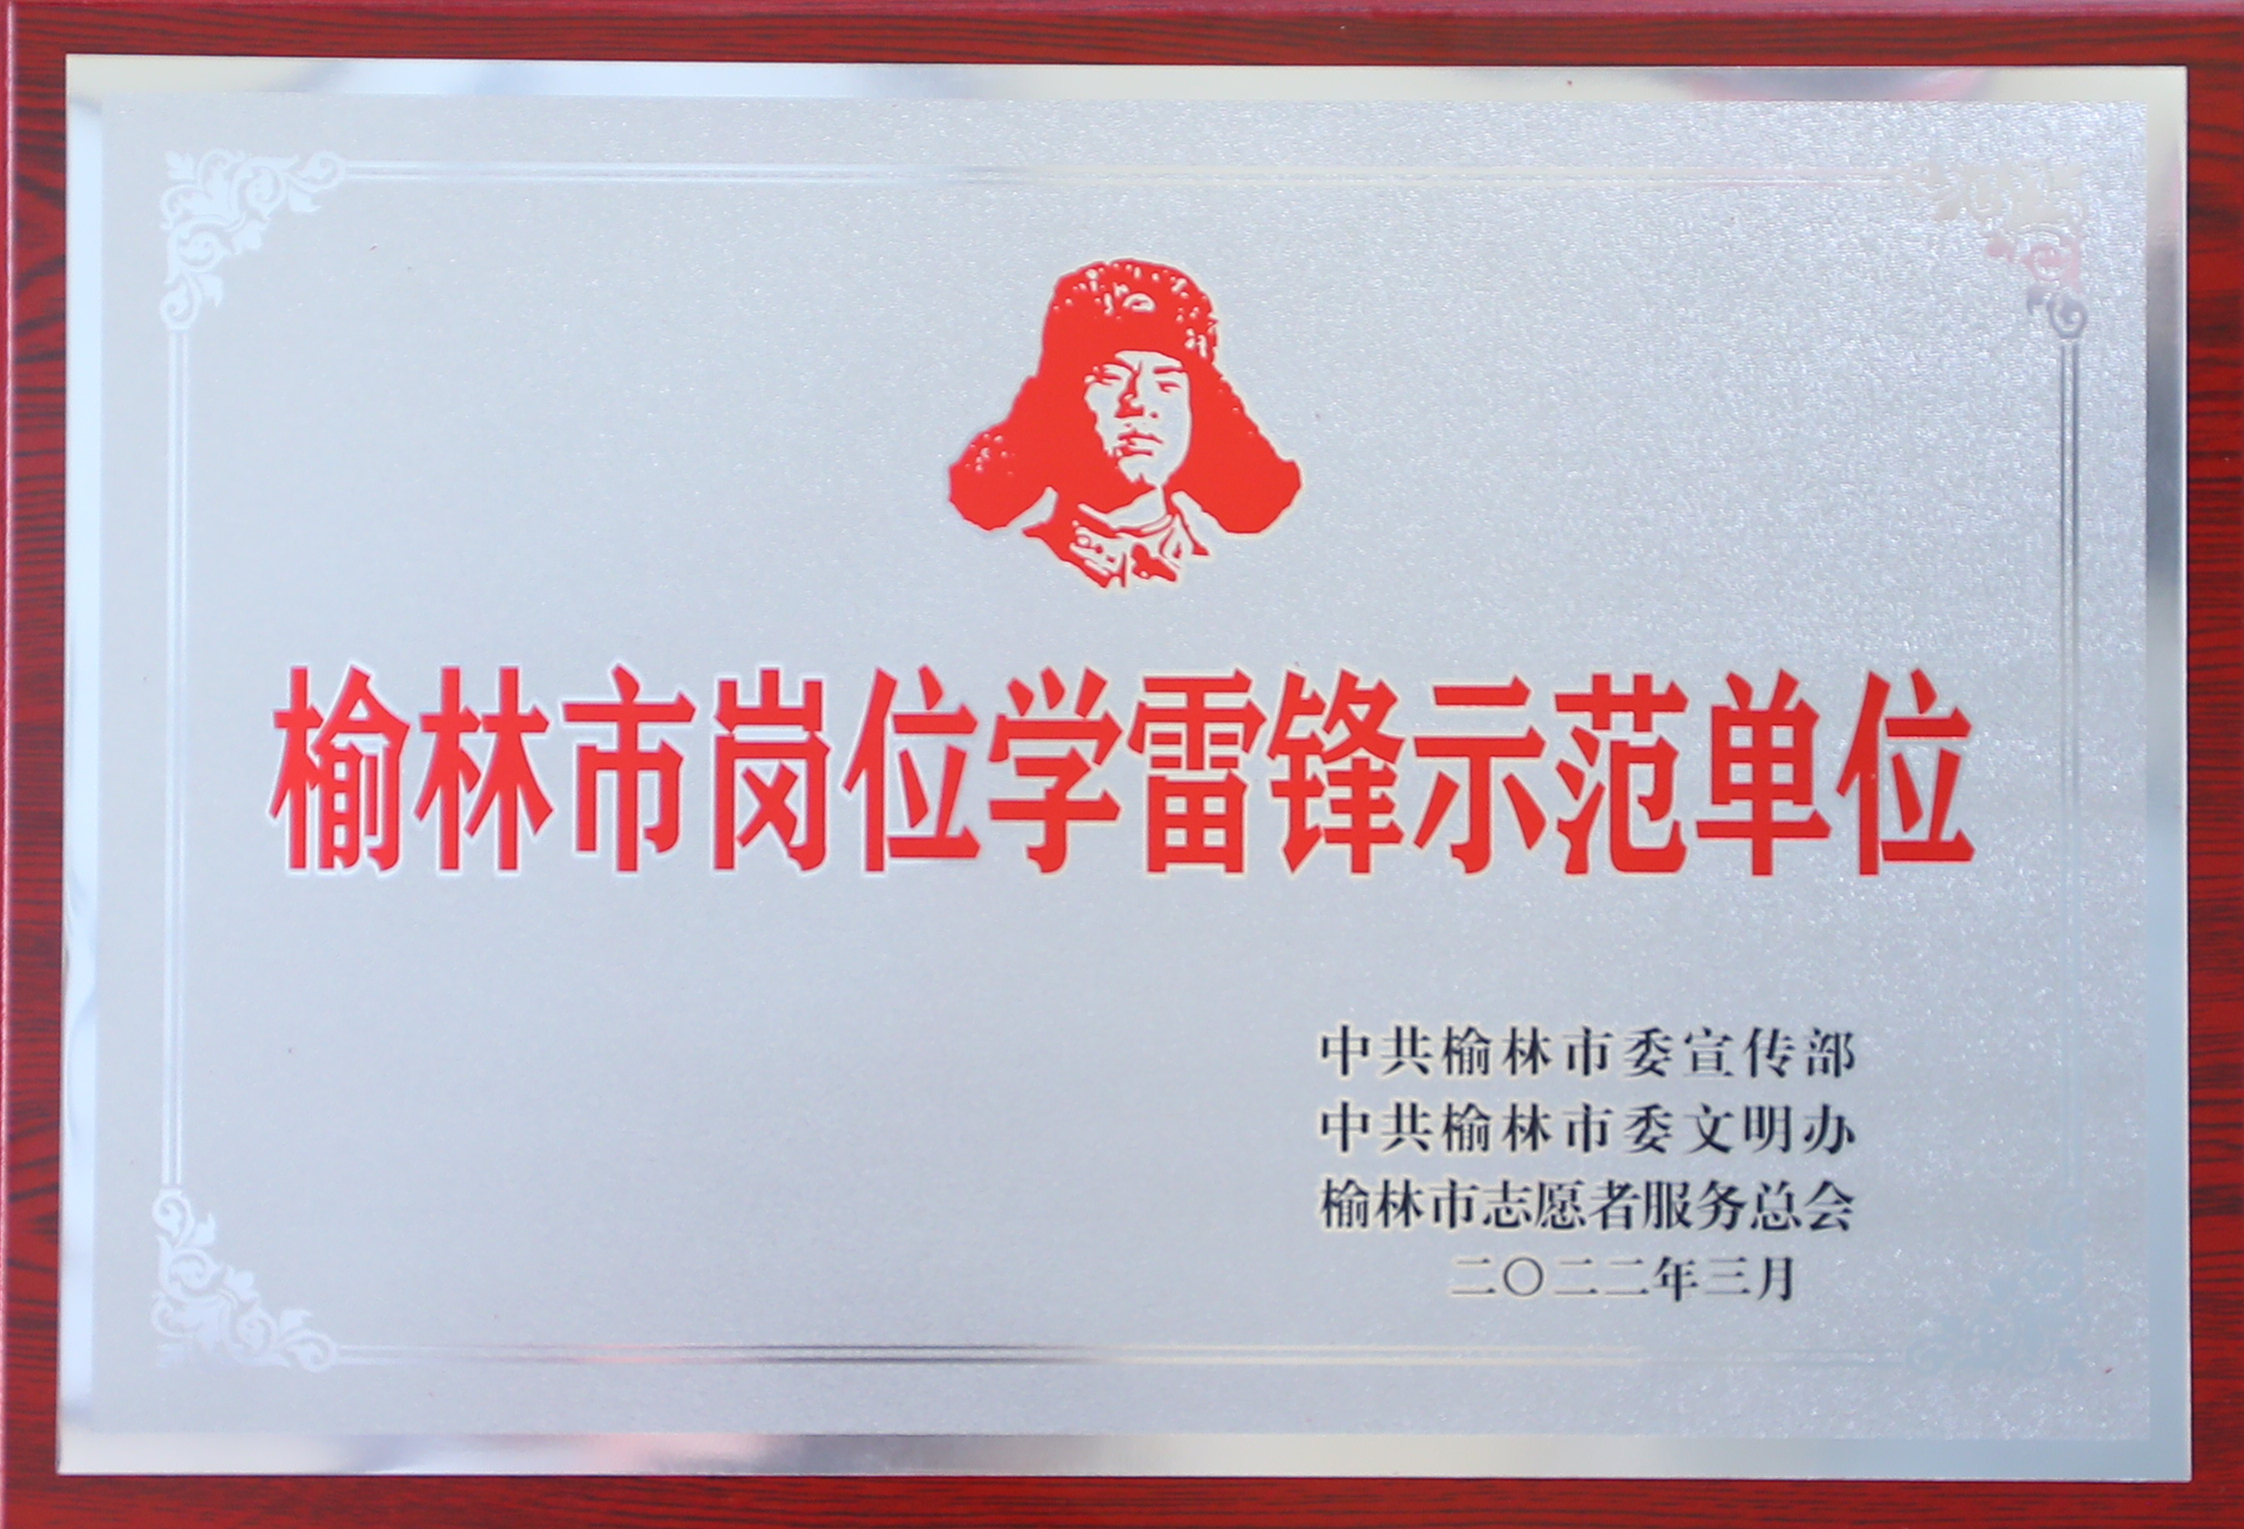 榆林市岗位学雷锋示范单位
中共榆林市委宣传部
中共榆林市委文明办
榆林市志愿者服务总会
二〇二二年三月